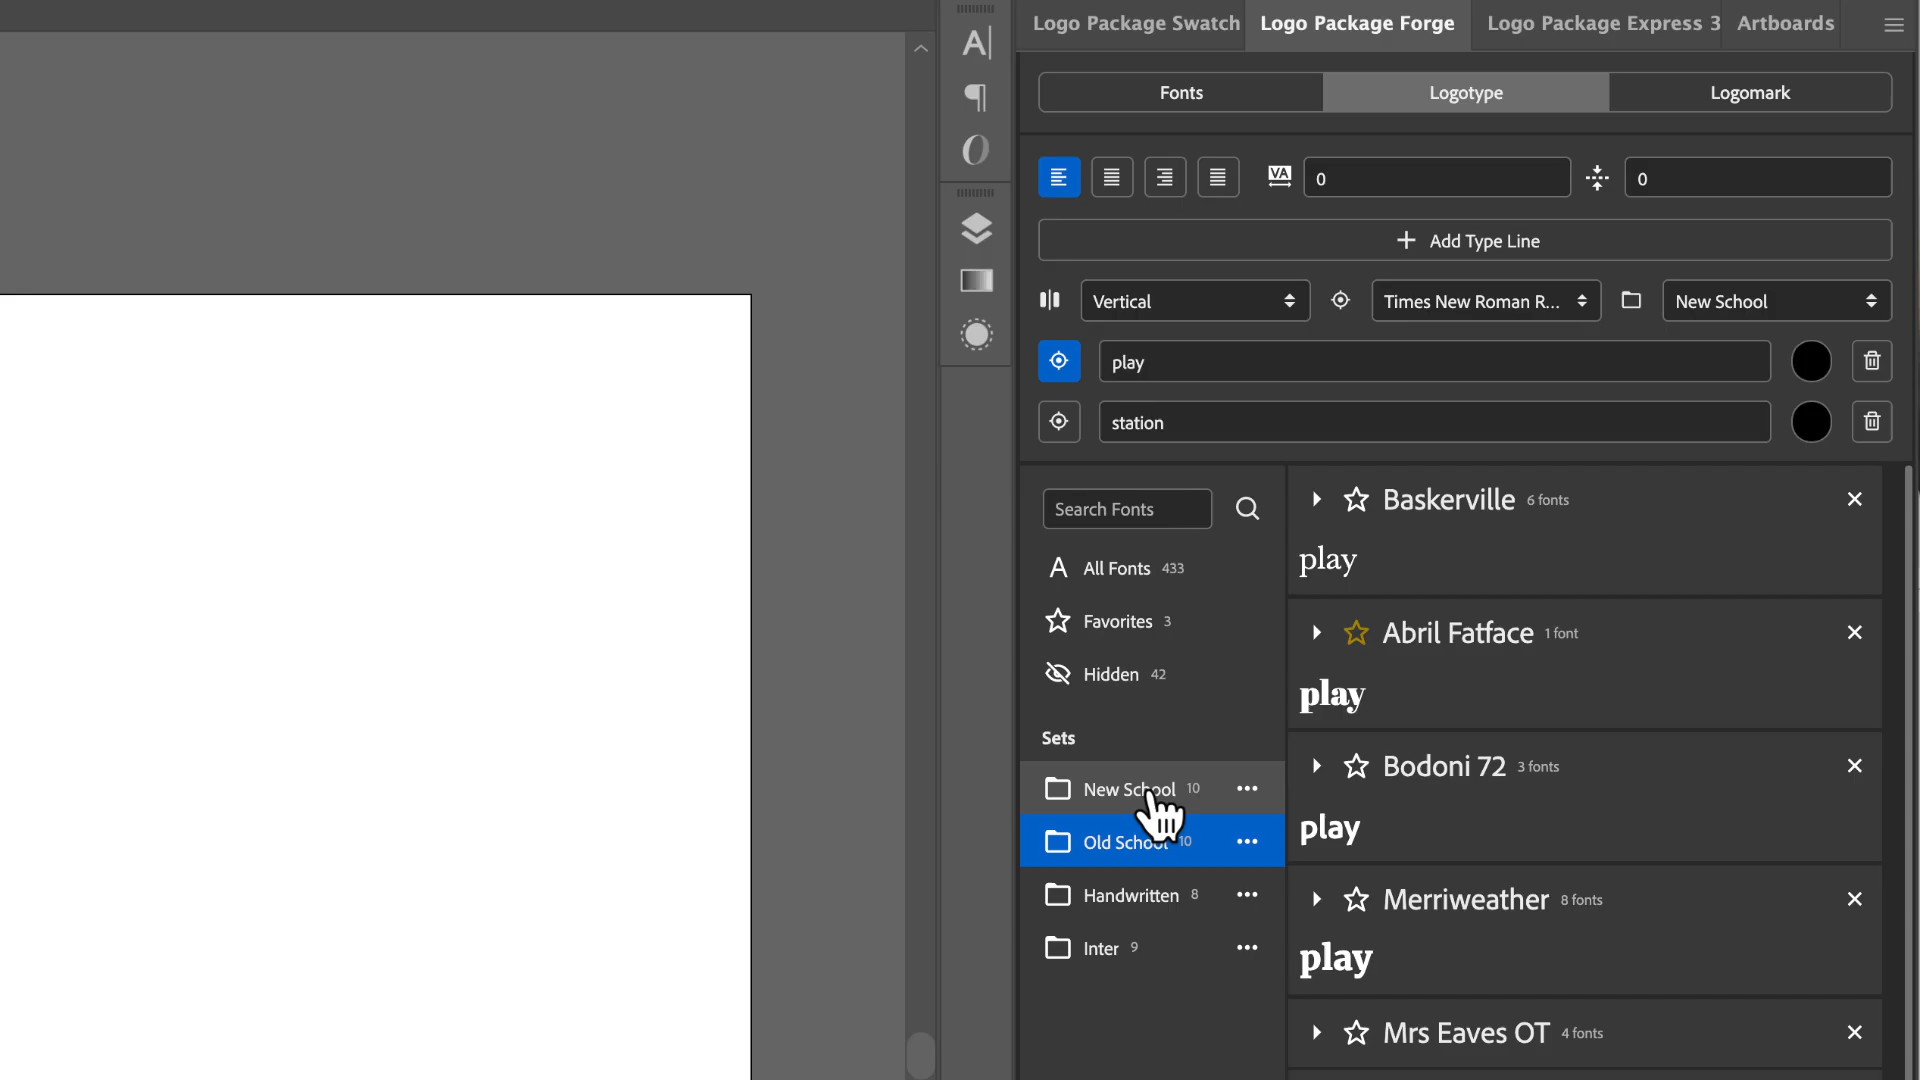 Logo Package Swatch
Logo Package Forge
Logo Package Express 3
Artboards
A
Fonts
Logotype
Logomark
VA 0
0
+ Add Type Line
Vertical
Times New Roman R...
New School
play
station
Search Fonts
A All Fonts 433
Favorites 3
Hidden 42
Sets
New School 10
Old School 10
Handwritten 8
Inter 9
Baskerville 6 fonts
play
Abril Fatface 1 font
play
Bodoni 72 3 fonts
play
Merriweather 8 fonts
play
Mrs Eaves OT 4 fonts